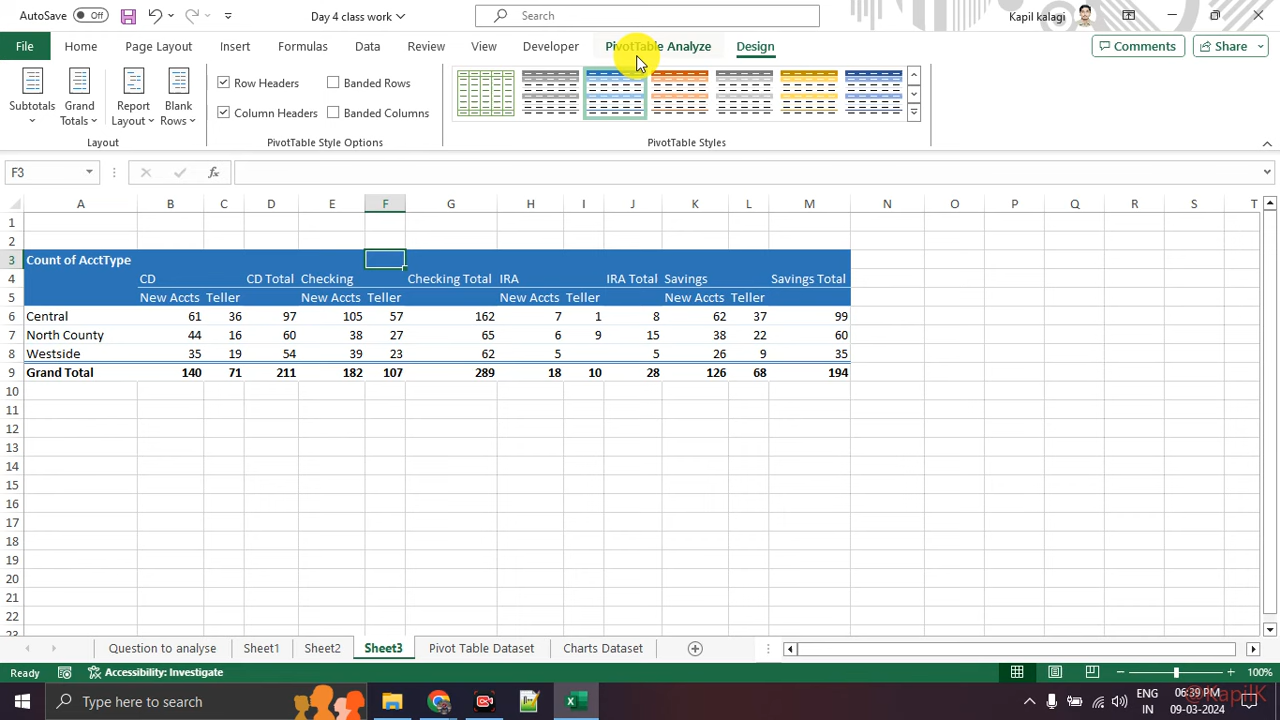 AutoSave Off Day 4 class work Search Kapil kalagi
File Home Page Layout Insert Formulas Data Review View Developer PivotTable Analyze Design Comments Share
Subtotals Grand Totals Report Layout Blank Rows
Row Headers Banded Rows
Column Headers Banded Columns
Layout PivotTable Style Options PivotTable Styles
F3 fx
A B C D E F G H I J K L M N O P Q R S T
1
2
3 Count of AcctType
4 CD CD Total Checking Checking Total IRA IRA Total Savings Savings Total
5 New Accts Teller New Accts Teller New Accts Teller New Accts Teller
6 Central 61 36 97 105 57 162 7 1 8 62 37 99
7 North County 44 16 60 38 27 65 6 9 15 38 22 60
8 Westside 35 19 54 39 23 62 5 5 26 9 35
9 Grand Total 140 71 211 182 107 289 18 10 28 126 68 194
10
11
12
13
14
15
16
17
18
19
20
21
22
23
Question to analyse Sheet1 Sheet2 Sheet3 Pivot Table Dataset Charts Dataset
Ready Accessibility: Investigate 100%
Type here to search ENG 06:39 PM
IN 09-03-2024
@KapilK